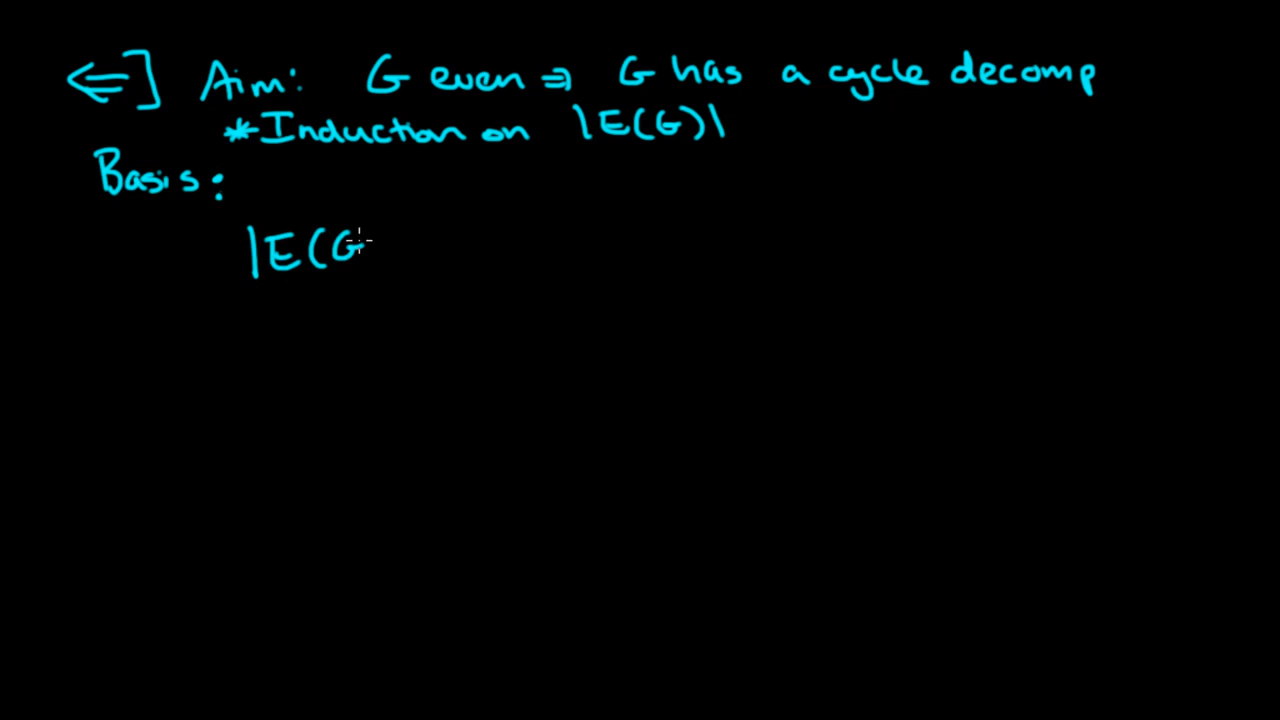 ⇐] Aim: G even ⇒ G has a cycle decomp
*Induction on |E(G)|
Basis:
|E(G